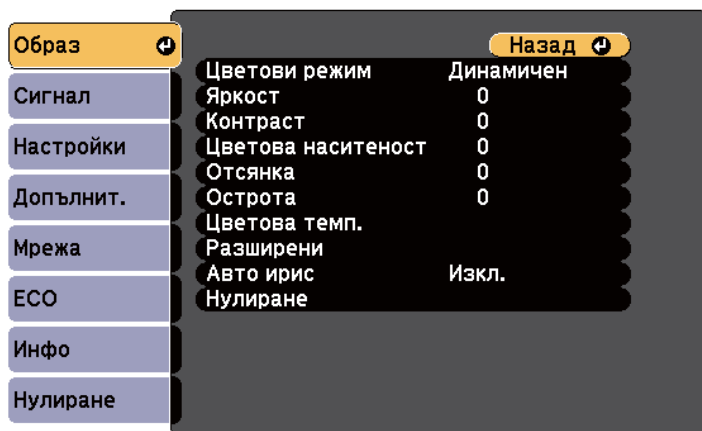 Образ
Сигнал
Настройки
Допълнит.
Мрежа
ECO
Инфо
Нулиране
Назад
Цветови режим Динамичен
Яркост 0
Контраст 0
Цветова наситеност 0
Отсянка 0
Острота 0
Цветова темп.
Разширени
Авто ирис Изкл.
Нулиране